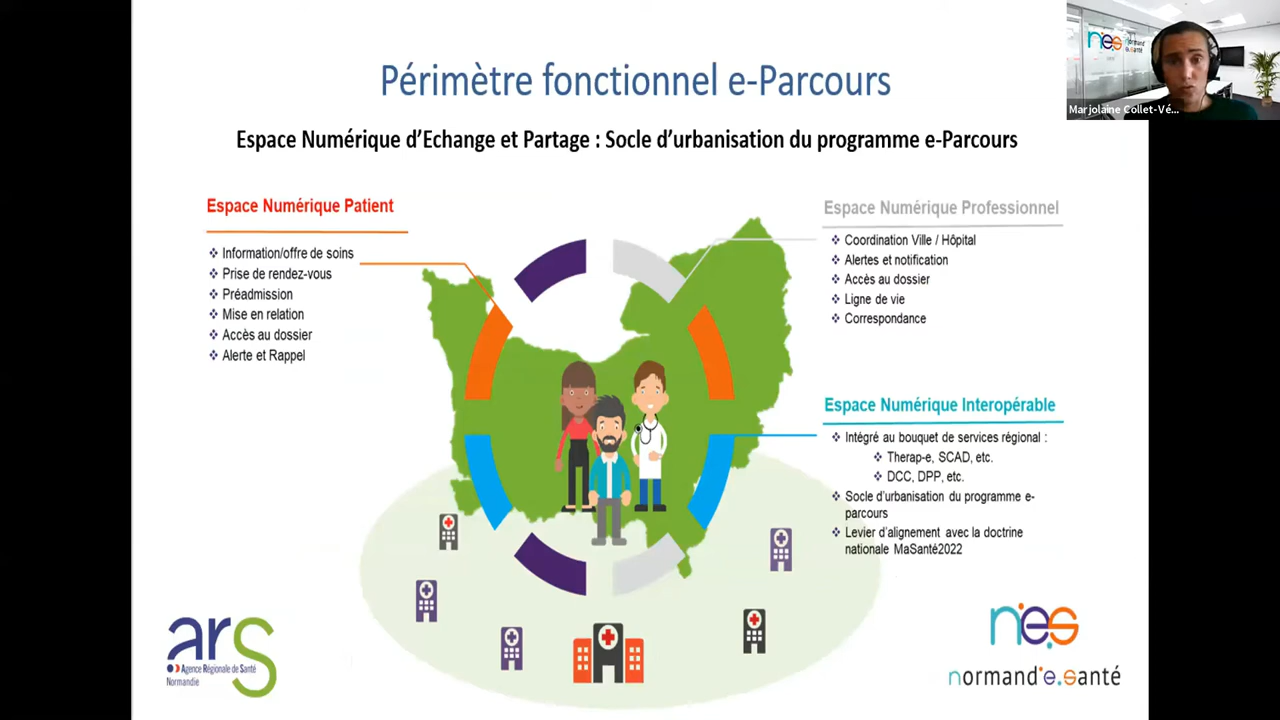 Périmètre fonctionnel e-Parcours
Espace Numérique d'Echange et Partage : Socle d'urbanisation du programme e-Parcours
Espace Numérique Patient
Information/offre de soins
Prise de rendez-vous
Préadmission
Mise en relation
Accès au dossier
Alerte et Rappel
Espace Numérique Professionnel
Coordination Ville / Hôpital
Alertes et notification
Accès au dossier
Ligne de vie
Correspondance
Espace Numérique Interopérable
Intégré au bouquet de services régional :
Therap-e, SCAD, etc.
DCC, DPP, etc.
Socle d'urbanisation du programme e-
parcours
Levier d'alignement avec la doctrine
nationale MaSanté2022
ars
Agence Régionale de Santé
Normandie
nes
normand'e.santé
nes
normand'
e.santé
Marjolaine Collet-Vé...